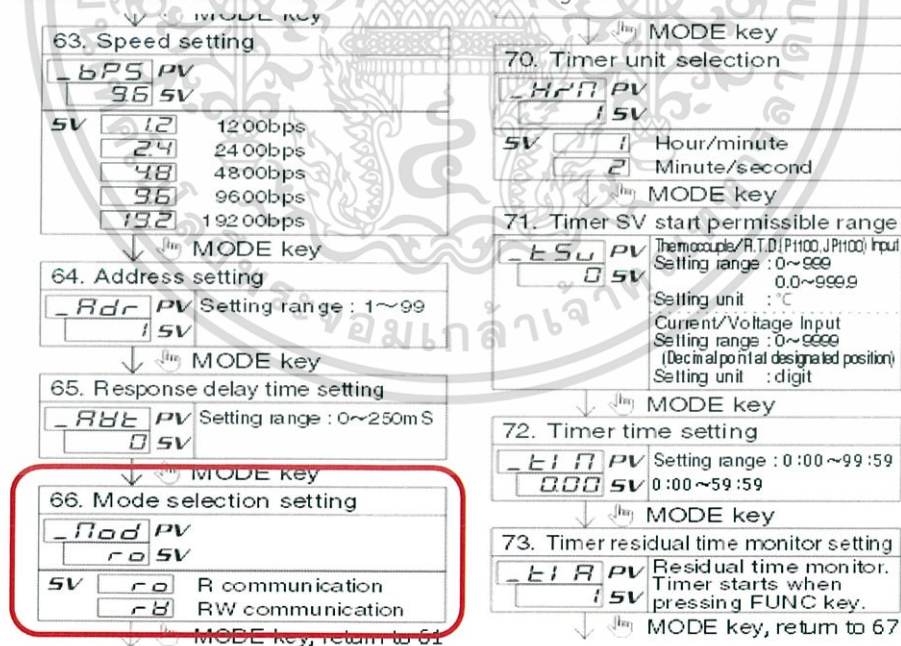 MODE key
63. Speed setting
_bPS PV
9.6 SV
SV 1.2 1200bps
2.4 2400bps
4.8 4800bps
9.6 9600bps
19.2 19200bps
MODE key
64. Address setting
_Adr PV Setting range : 1~99
1 SV
MODE key
65. Response delay time setting
PV Setting range : 0~250mS
0 SV
MODE key
66. Mode selection setting
_Mod PV
ro SV
SV ro R communication
rW RW communication
MODE key, return to 61
MODE key
70. Timer unit selection
_HrM PV
1 SV
SV 1 Hour/minute
2 Minute/second
MODE key
71. Timer SV start permissible range
_tSu PV Themocouple/R.T.D(Pt100, JPt100) Input
0 SV Setting range : 0~999
0.0~999.9
Setting unit : °C
Current/Voltage Input
Setting range : 0~9999
(Decimal point at designated position)
Setting unit : digit
MODE key
72. Timer time setting
_tIM PV Setting range : 0:00~99:59
0.00 SV 0:00~59:59
MODE key
73. Timer residual time monitor setting
_tIA PV Residual time monitor.
1 SV Timer starts when
pressing FUNC key.
MODE key, return to 67